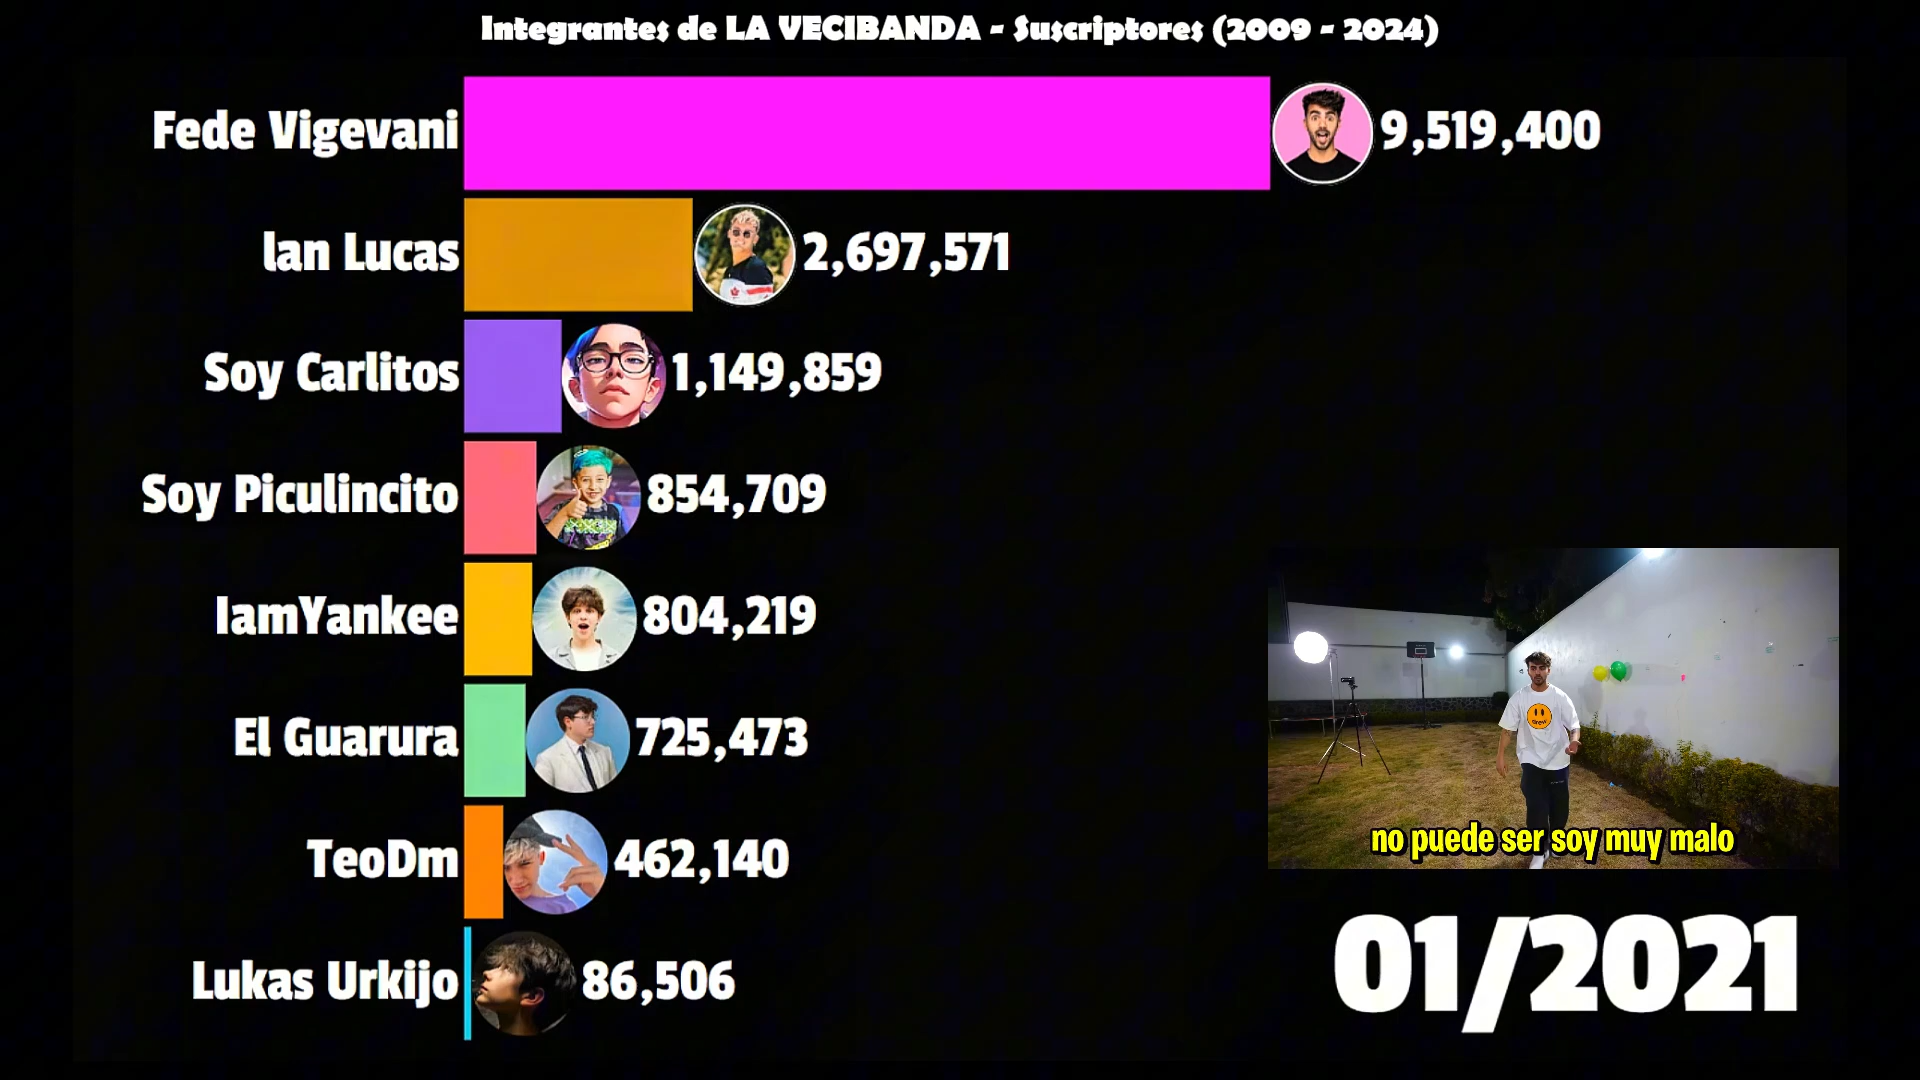 Integrantes de LA VECIBANDA - Suscriptores (2009 - 2024)
Fede Vigevani 9,519,400
Ian Lucas 2,697,571
Soy Carlitos 1,149,859
Soy Piculincito 854,709
IamYankee 804,219
El Guarura 725,473
TeoDm 462,140
Lukas Urkijo 86,506
drew
no puede ser soy muy malo
01/2021